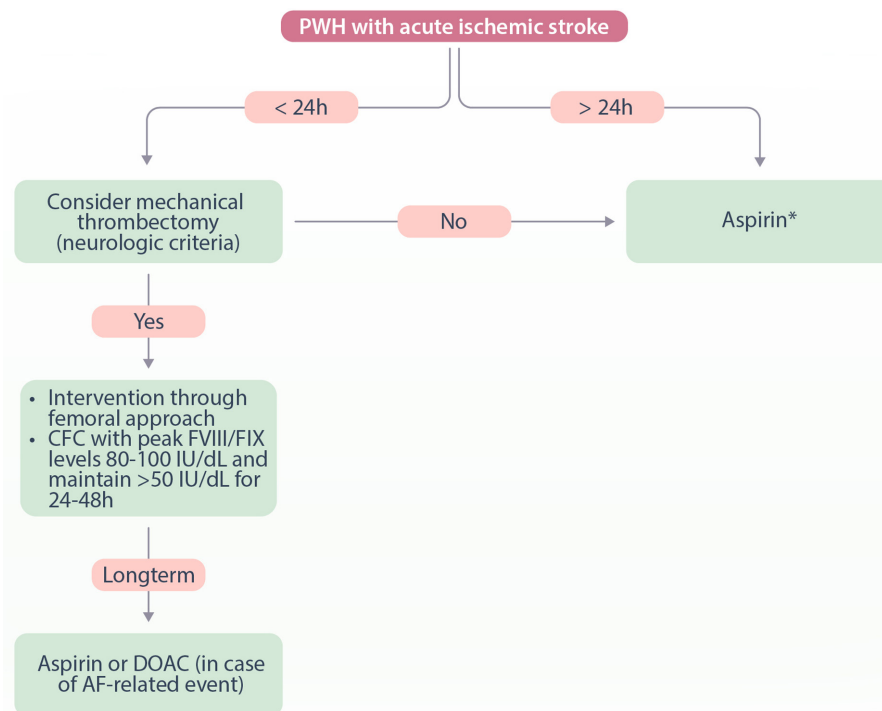 PWH with acute ischemic stroke
< 24h
> 24h
Consider mechanical
thrombectomy
(neurologic criteria)
No
Aspirin*
Yes
• Intervention through
femoral approach
• CFC with peak FVIII/FIX
levels 80-100 IU/dL and
maintain >50 IU/dL for
24-48h
Longterm
Aspirin or DOAC (in case
of AF-related event)